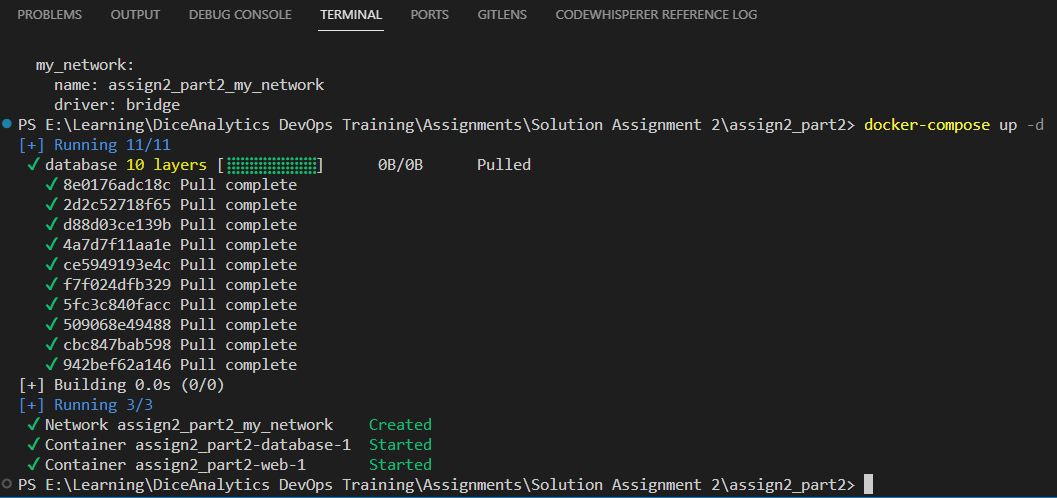 PROBLEMS OUTPUT DEBUG CONSOLE TERMINAL PORTS GITLENS CODEWHISPERER REFERENCE LOG
my_network:
name: assign2_part2_my_network
driver: bridge
PS E:\Learning\DiceAnalytics DevOps Training\Assignments\Solution Assignment 2\assign2_part2> docker-compose up -d
[+] Running 11/11
✓ database 10 layers [⣿⣿⣿⣿⣿⣿⣿⣿⣿⣿] 0B/0B Pulled
✓ 8e0176adc18c Pull complete
✓ 2d2c52718f65 Pull complete
✓ d88d03ce139b Pull complete
✓ 4a7d7f11aa1e Pull complete
✓ ce5949193e4c Pull complete
✓ f7f024dfb329 Pull complete
✓ 5fc3c840facc Pull complete
✓ 509068e49488 Pull complete
✓ cbc847bab598 Pull complete
✓ 942bef62a146 Pull complete
[+] Building 0.0s (0/0)
[+] Running 3/3
✓ Network assign2_part2_my_network Created
✓ Container assign2_part2-database-1 Started
✓ Container assign2_part2-web-1 Started
PS E:\Learning\DiceAnalytics DevOps Training\Assignments\Solution Assignment 2\assign2_part2>